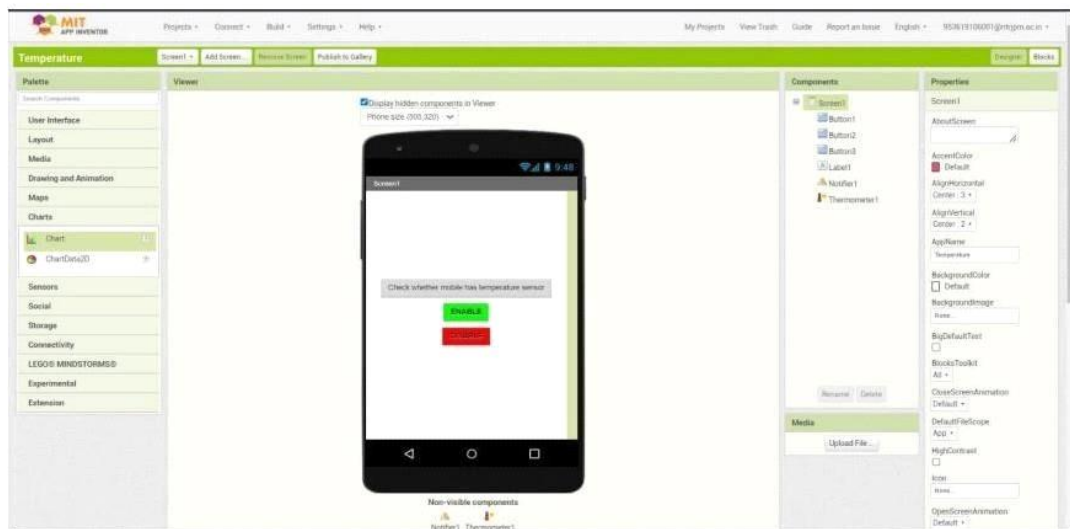 MIT
APP INVENTOR
Projects
Connect
Build
Settings
Help
My Projects
View Trash
Guide
Report an Issue
English
Temperature
Screen1
Add Screen ...
Remove Screen
Publish to Gallery
Designer
Blocks
Palette
Search Components...
User Interface
Layout
Media
Drawing and Animation
Maps
Charts
Chart
ChartData2D
Sensors
Social
Storage
Connectivity
LEGO® MINDSTORMS®
Experimental
Extension
Viewer
Display hidden components in Viewer
Phone size (505,320)
9:48
Screen1
Check whether mobile has temperature sensor
ENABLE
Non-visible components
Notifier1
Thermometer1
Components
Screen1
Button1
Button2
Button3
Label1
Notifier1
Thermometer1
Rename
Delete
Media
Upload File ...
Properties
Screen1
AboutScreen
AccentColor
Default
AlignHorizontal
Center : 3
AlignVertical
Center : 2
AppName
Temperature
BackgroundColor
Default
BackgroundImage
None...
BigDefaultText
BlocksToolkit
All
CloseScreenAnimation
Default
DefaultFileScope
App
HighContrast
Icon
None...
OpenScreenAnimation
Default